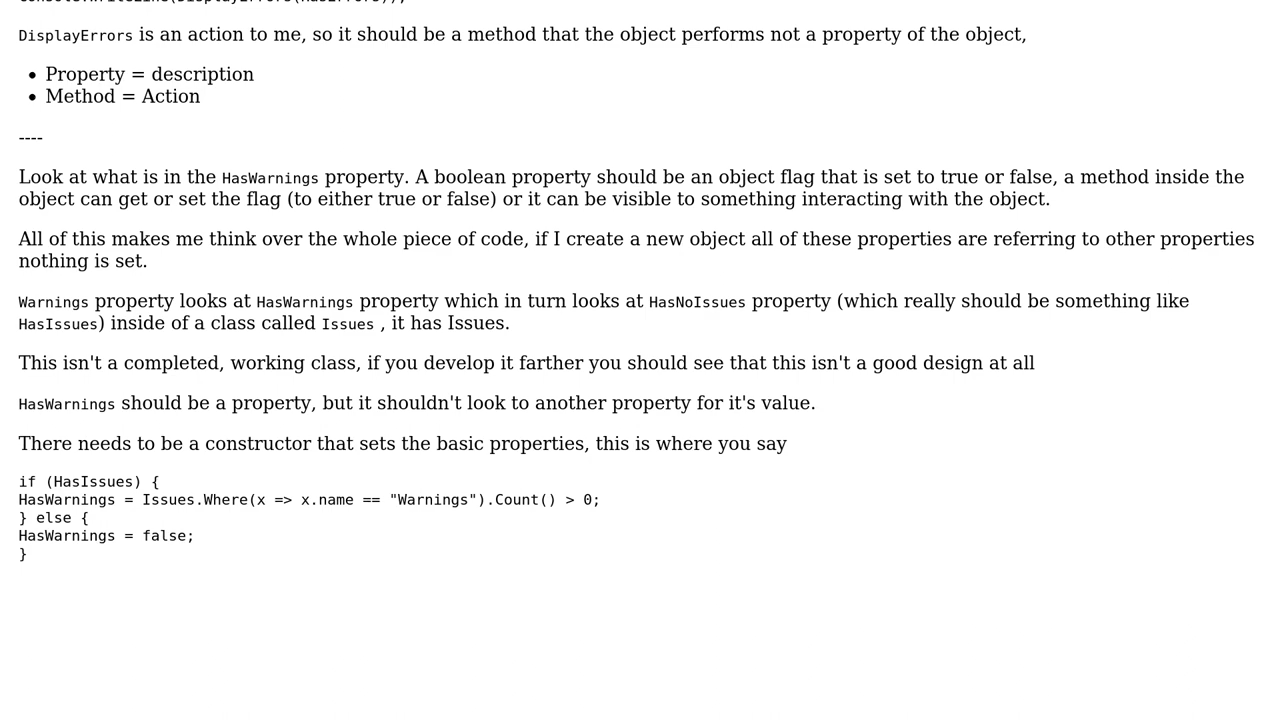 Console.WriteLine(DisplayErrors(HasErrors));
DisplayErrors is an action to me, so it should be a method that the object performs not a property of the object,
• Property = description
• Method = Action
----
Look at what is in the HasWarnings property. A boolean property should be an object flag that is set to true or false, a method inside the
object can get or set the flag (to either true or false) or it can be visible to something interacting with the object.
All of this makes me think over the whole piece of code, if I create a new object all of these properties are referring to other properties
nothing is set.
Warnings property looks at HasWarnings property which in turn looks at HasNoIssues property (which really should be something like
HasIssues) inside of a class called Issues , it has Issues.
This isn't a completed, working class, if you develop it farther you should see that this isn't a good design at all
HasWarnings should be a property, but it shouldn't look to another property for it's value.
There needs to be a constructor that sets the basic properties, this is where you say
if (HasIssues) {
HasWarnings = Issues.Where(x => x.name == "Warnings").Count() > 0;
} else {
HasWarnings = false;
}